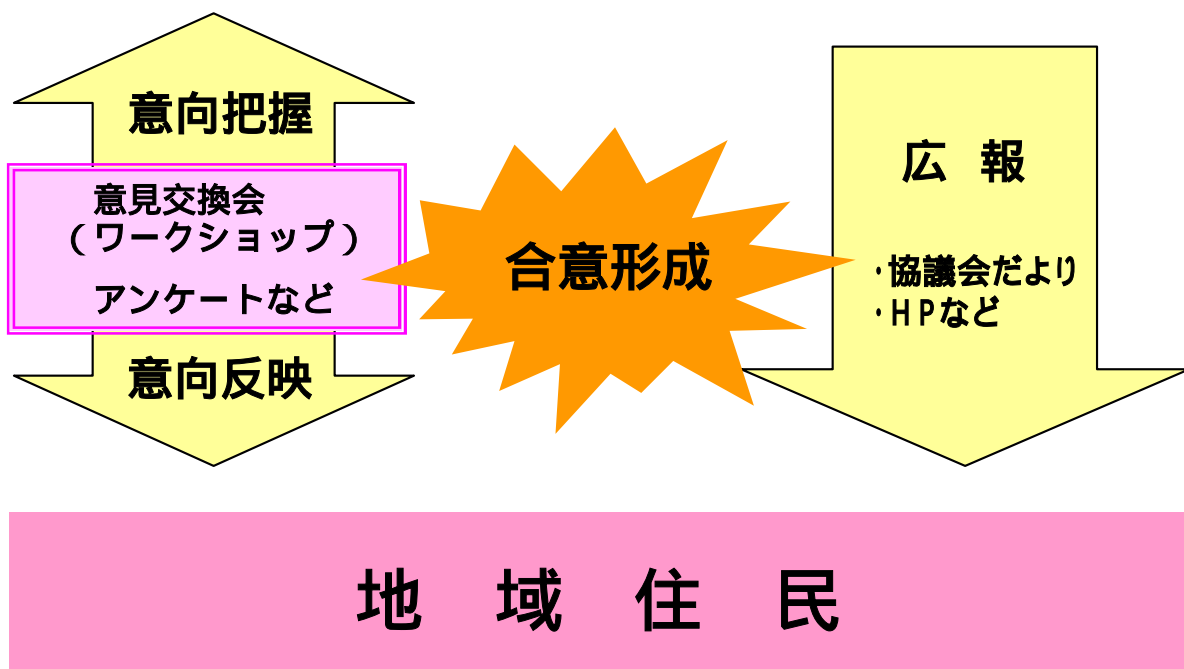 意向把握
意見交換会
（ワークショップ）
アンケートなど
意向反映
合意形成
広　報
・協議会だより
・ＨＰなど
地　域　住　民